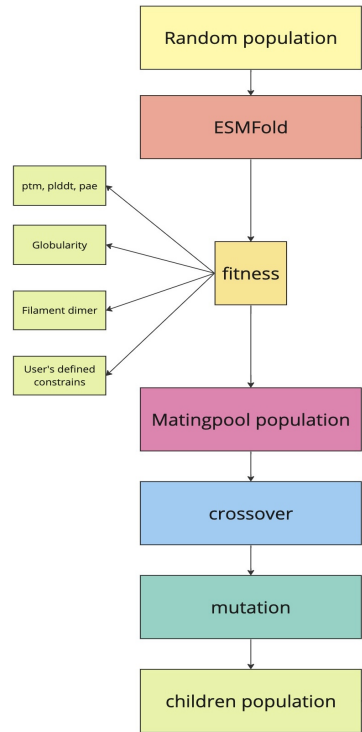 Random population
ESMFold
ptm, plddt, pae
Globularity
fitness
Filament dimer
User's defined
constrains
Matingpool population
crossover
mutation
children population